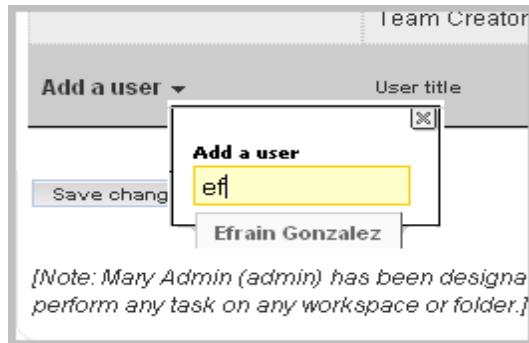 Team Creator
Add a user
User title
Add a user
ef
Save chang
Efrain Gonzalez
[Note: Mary Admin (admin) has been designa
perform any task on any workspace or folder.]